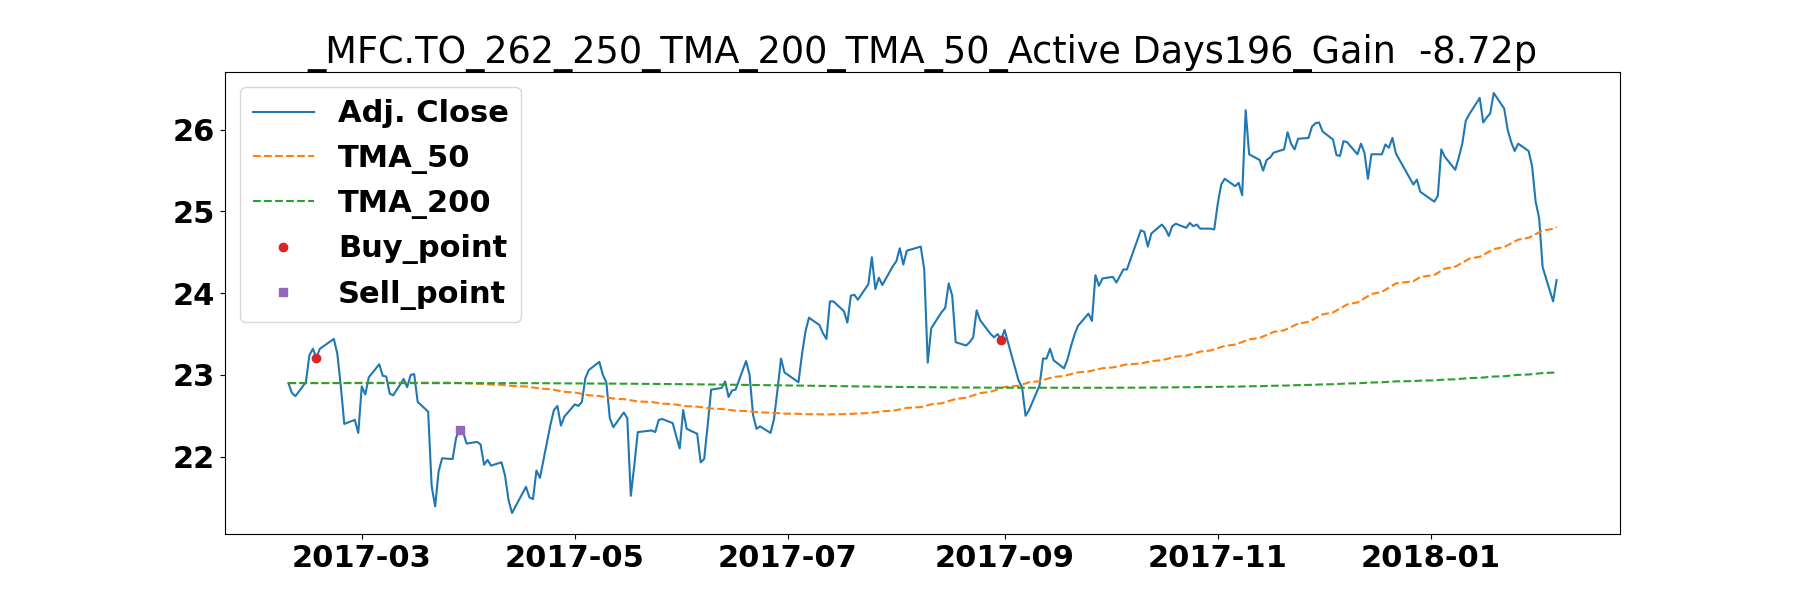 _MFC.TO_262_250_TMA_200_TMA_50_Active Days196_Gain  -8.72p
Adj. Close
TMA_50
TMA_200
Buy_point
Sell_point
26
25
24
23
22
2017-03 2017-05 2017-07 2017-09 2017-11 2018-01